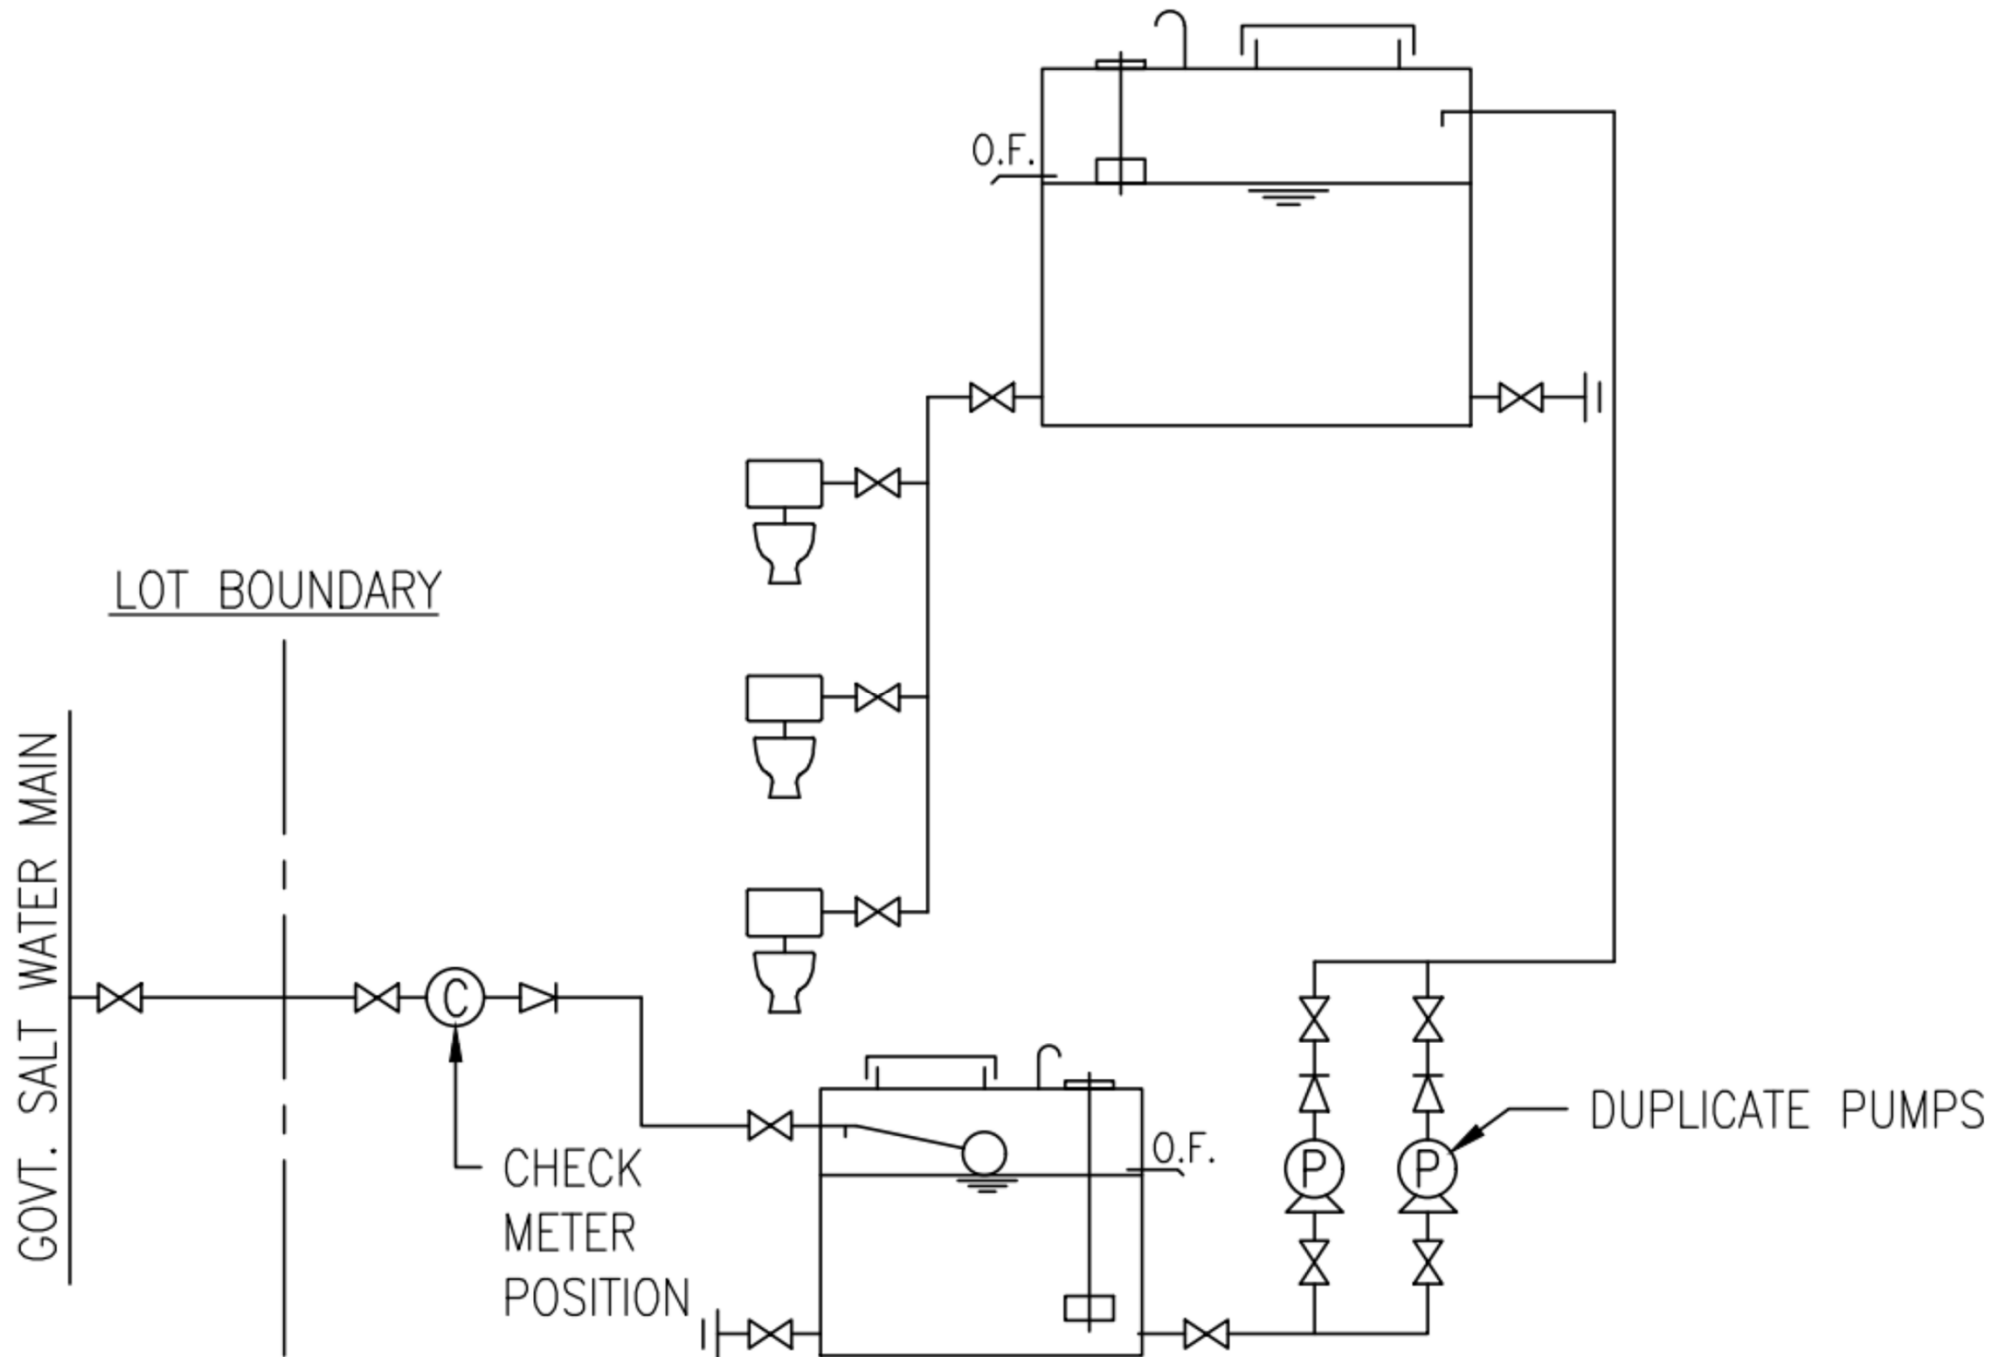 O.F.
LOT BOUNDARY
GOVT. SALT WATER MAIN
C
CHECK
METER
POSITION
O.F.
P
P
DUPLICATE PUMPS